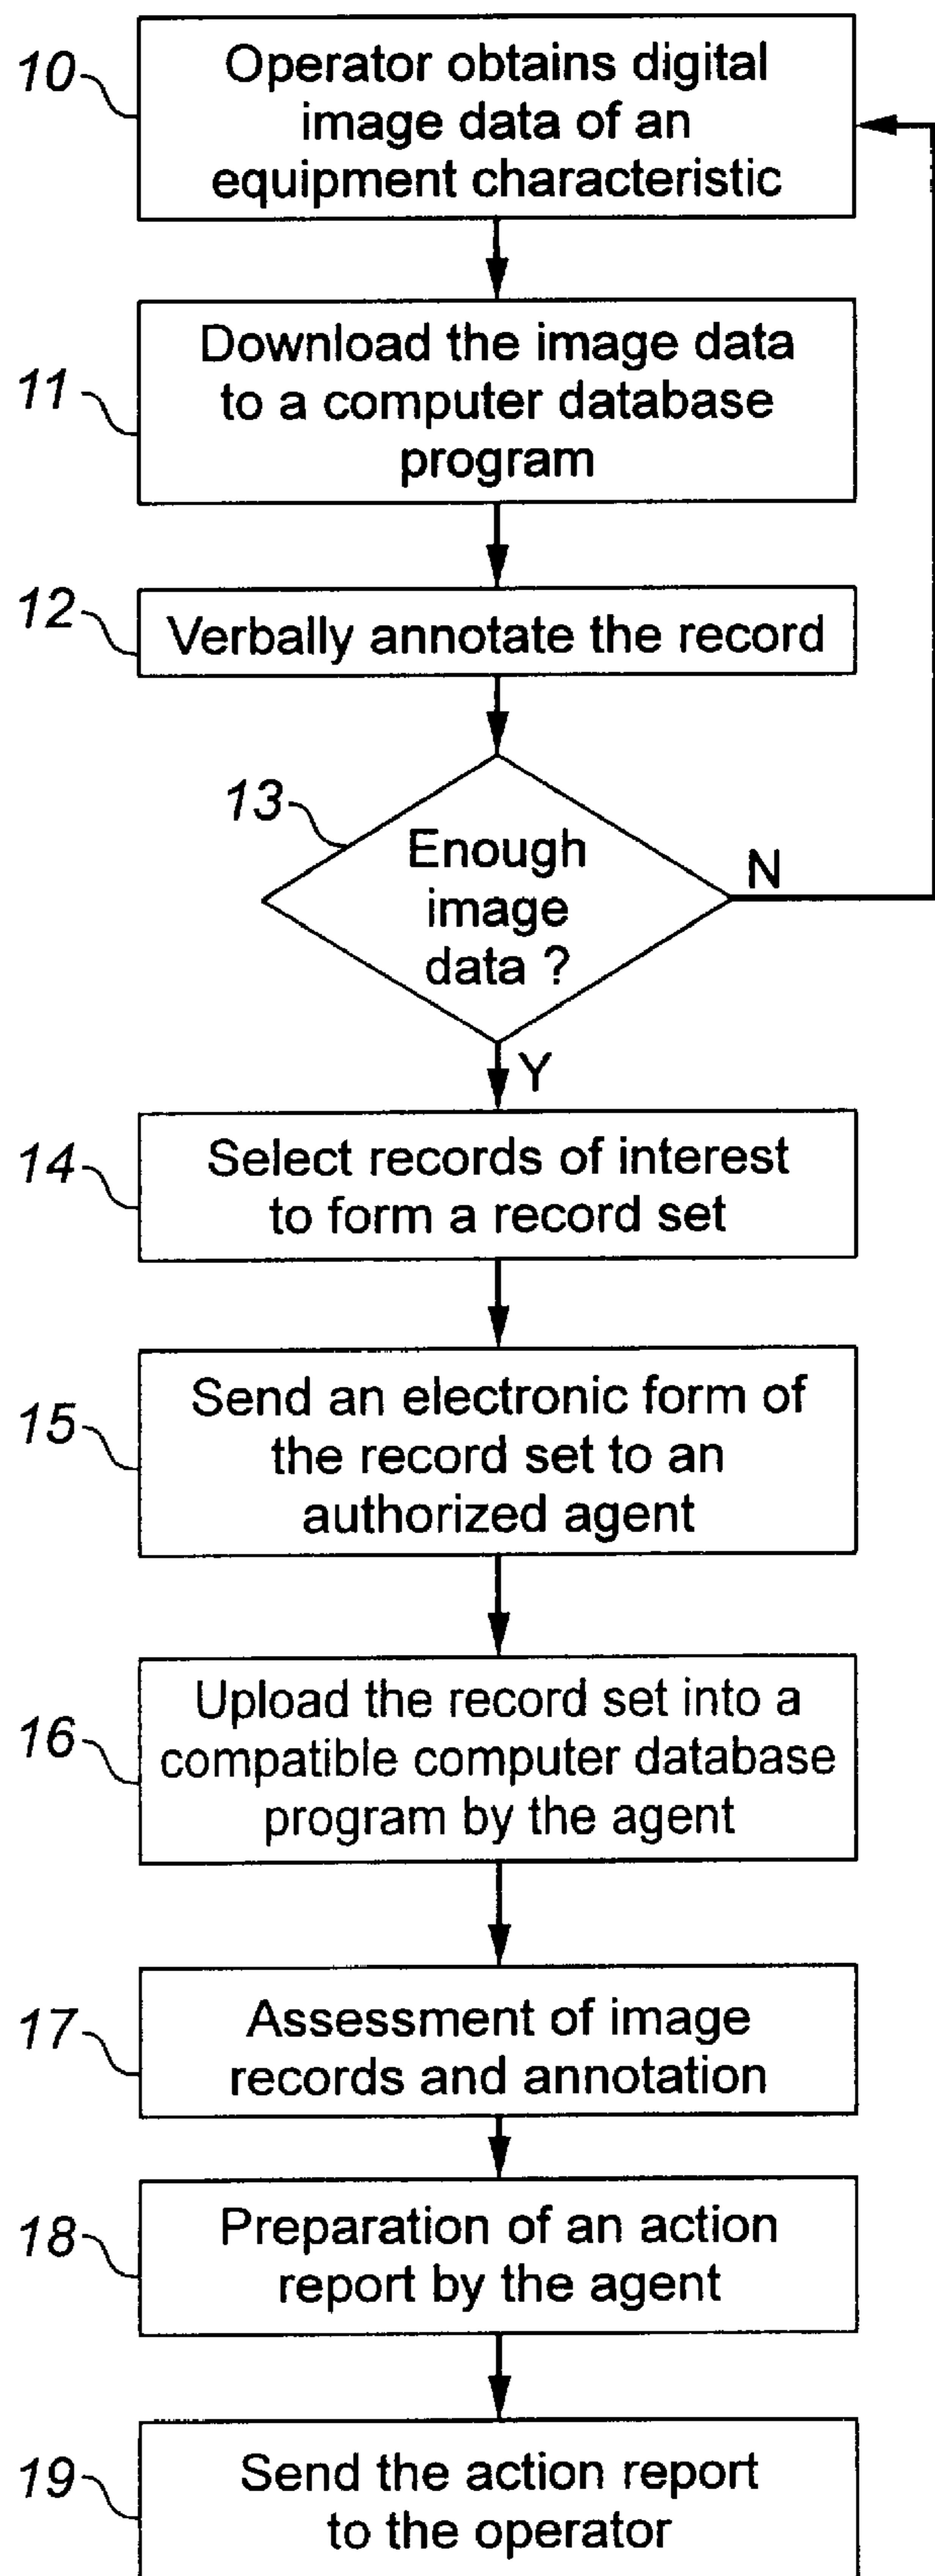 10
Operator obtains digital
image data of an
equipment characteristic
11
Download the image data
to a computer database
program
12
Verbally annotate the record
13
Enough
image
data ?
N
Y
14
Select records of interest
to form a record set
15
Send an electronic form of
the record set to an
authorized agent
16
Upload the record set into a
compatible computer database
program by the agent
17
Assessment of image
records and annotation
18
Preparation of an action
report by the agent
19
Send the action report
to the operator